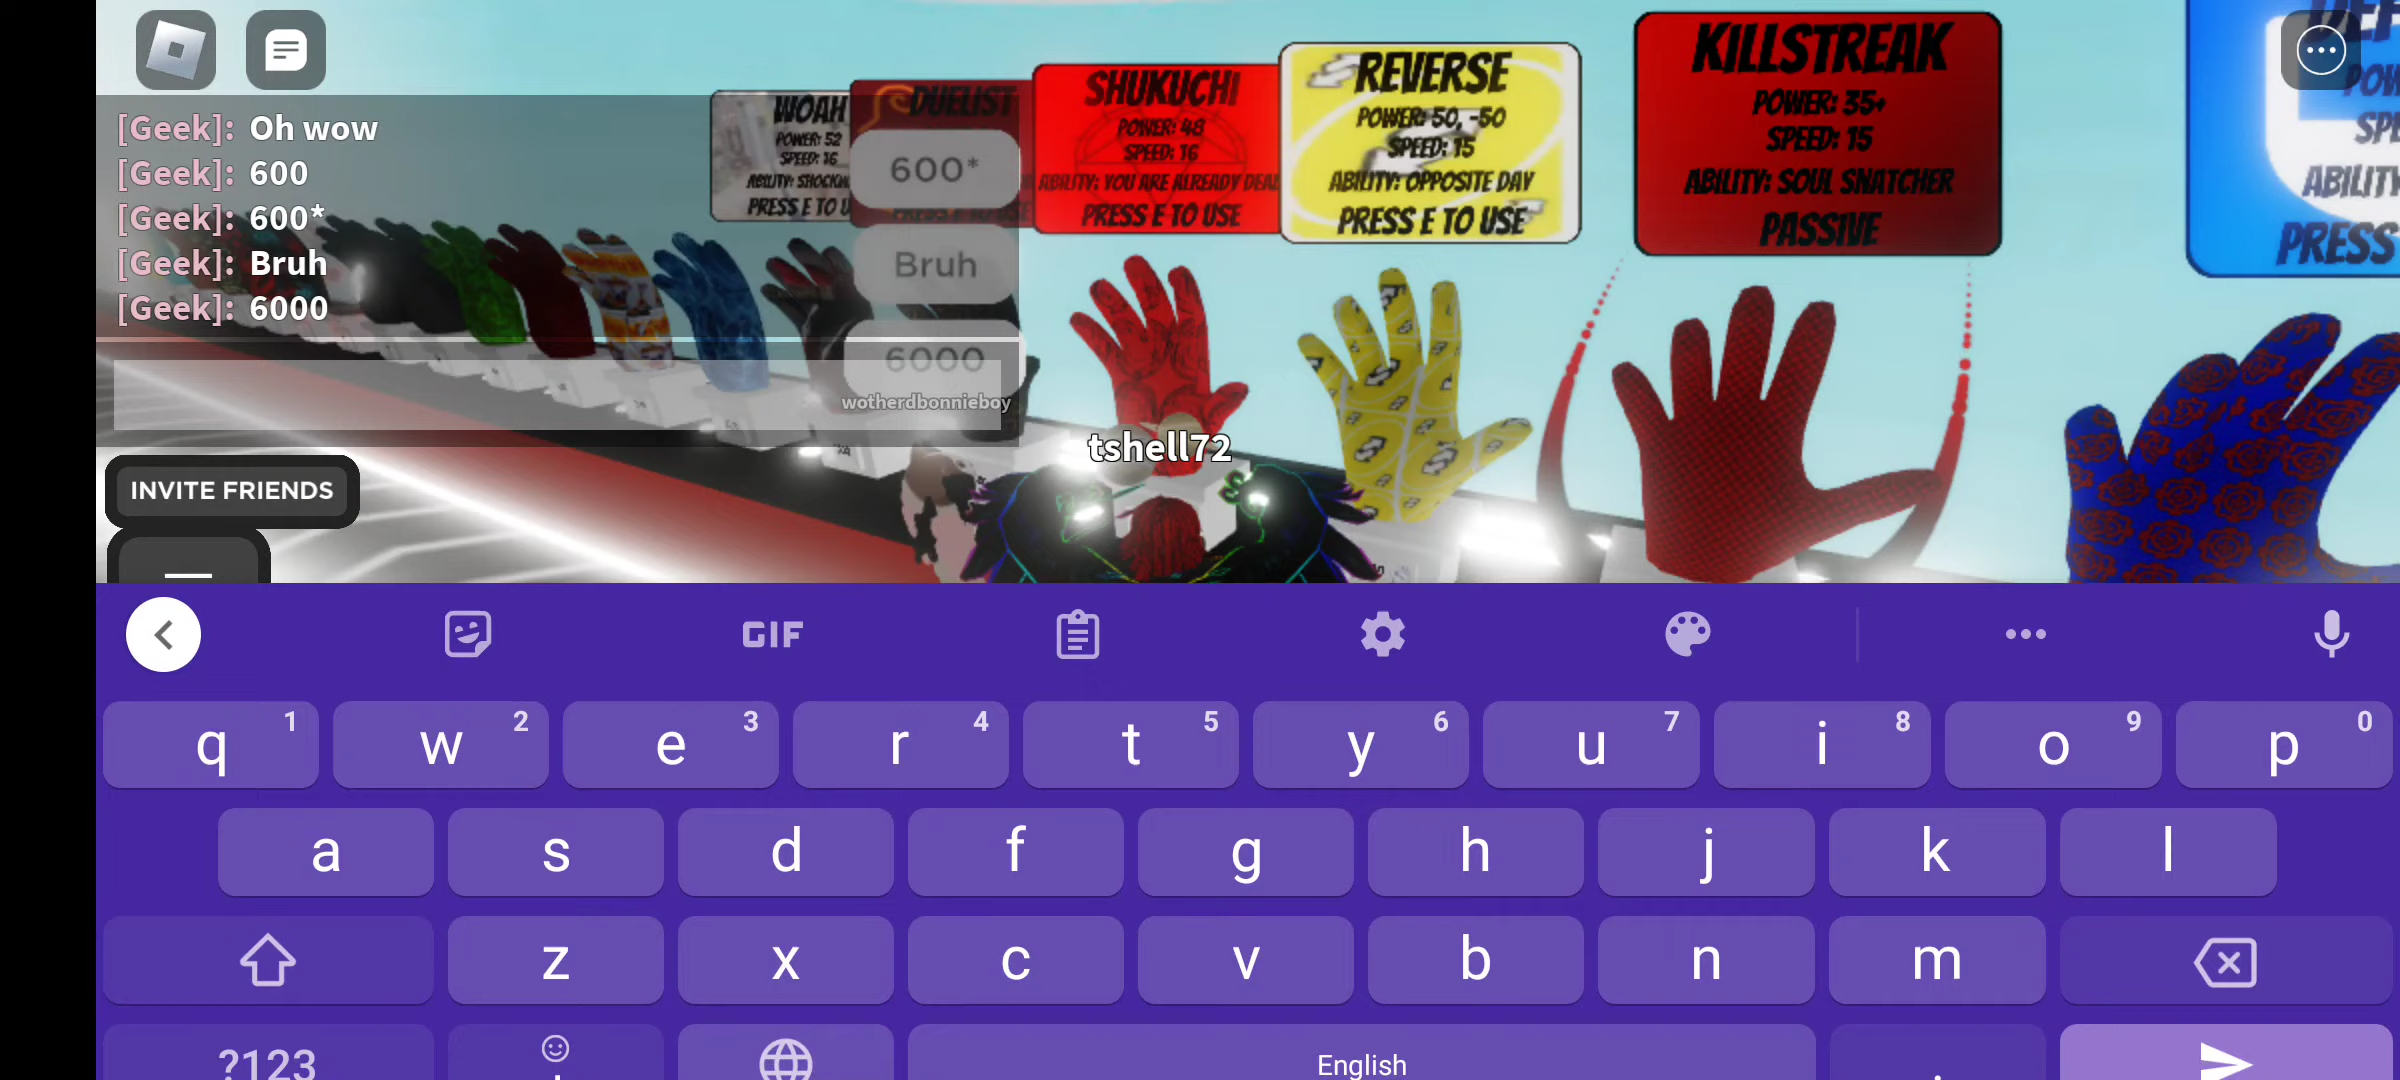 [Geek]: Oh wow
[Geek]: 600
[Geek]: 600*
[Geek]: Bruh
[Geek]: 6000
WOAH
POWER: 52
SPEED: 16
PRESS E TO U
DUELIST
600*
Bruh
6000
wotherdbonnieboy
SHUKUCHI
POWER: 48
SPEED: 16
ABILITY: YOU ARE ALREADY DEAD
PRESS E TO USE
REVERSE
POWER: 50, -50
SPEED: 15
ABILITY: OPPOSITE DAY
PRESS E TO USE
KILLSTREAK
POWER: 35+
SPEED: 15
ABILITY: SOUL SNATCHER
PASSIVE
POW
SPE
ABILITY
PRESS
tshell72
INVITE FRIENDS
GIF
q 1 w 2 e 3 r 4 t 5 y 6 u 7 i 8 o 9 p 0
a s d f g h j k l
z x c v b n m
?123 , English .